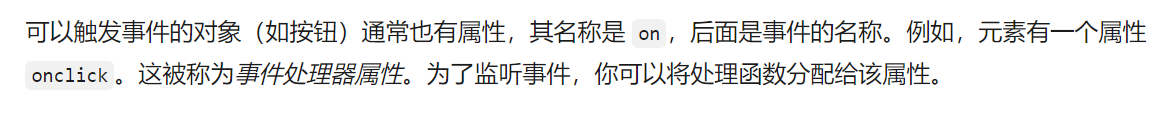 可以触发事件的对象（如按钮）通常也有属性，其名称是 on，后面是事件的名称。例如，元素有一个属性
onclick。这被称为事件处理器属性。为了监听事件，你可以将处理函数分配给该属性。